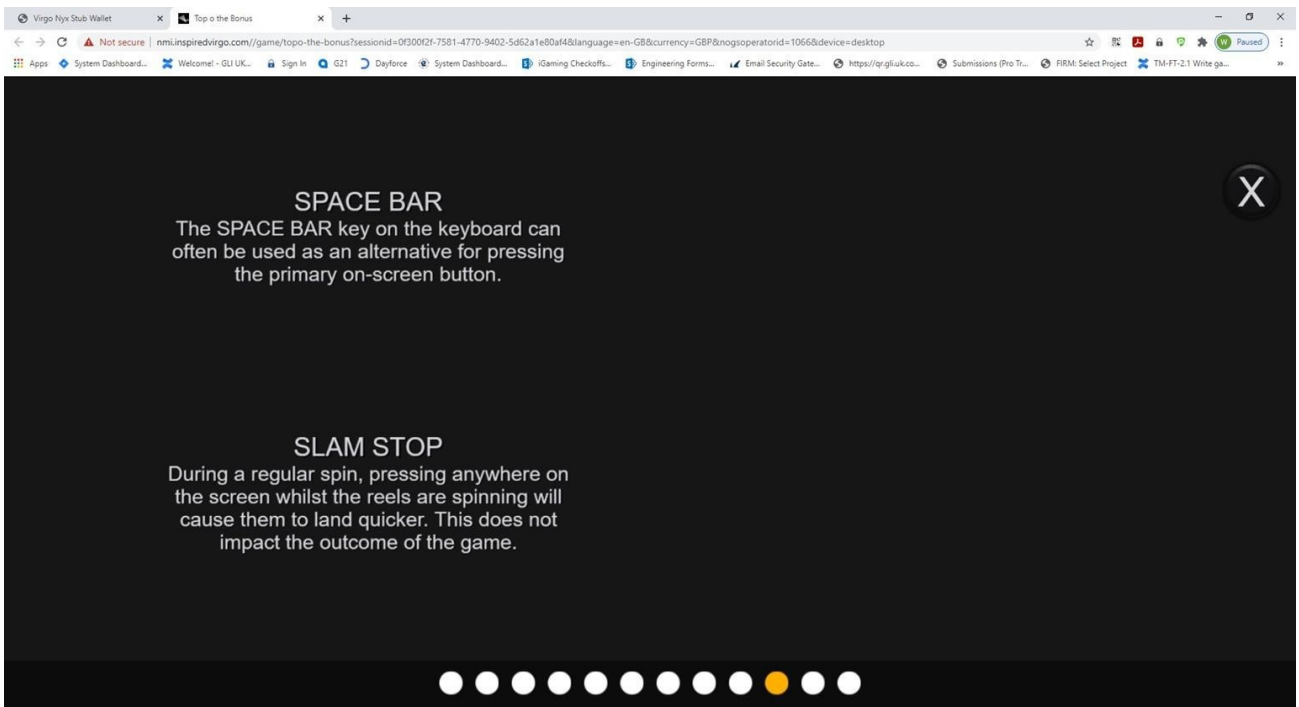 Virgo Nyx Stub Wallet
Top o the Bonus
Not secure
nmi.inspiredvirgo.com//game/topo-the-bonus?sessionid=0f300f2f-7581-4770-9402-5d62a1e80af4&language=en-GB&currency=GBP&nogsoperatorid=1066&device=desktop
W Paused
Apps System Dashboard... Welcome! - GLI UK... Sign In G21 Dayforce System Dashboard... iGaming Checkoffs... Engineering Forms... Email Security Gate... https://qr.gli.uk.co... Submissions (Pro Tr... FIRM: Select Project TM-FT-2.1 Write ga...
X
SPACE BAR
The SPACE BAR key on the keyboard can
often be used as an alternative for pressing
the primary on-screen button.
SLAM STOP
During a regular spin, pressing anywhere on
the screen whilst the reels are spinning will
cause them to land quicker. This does not
impact the outcome of the game.